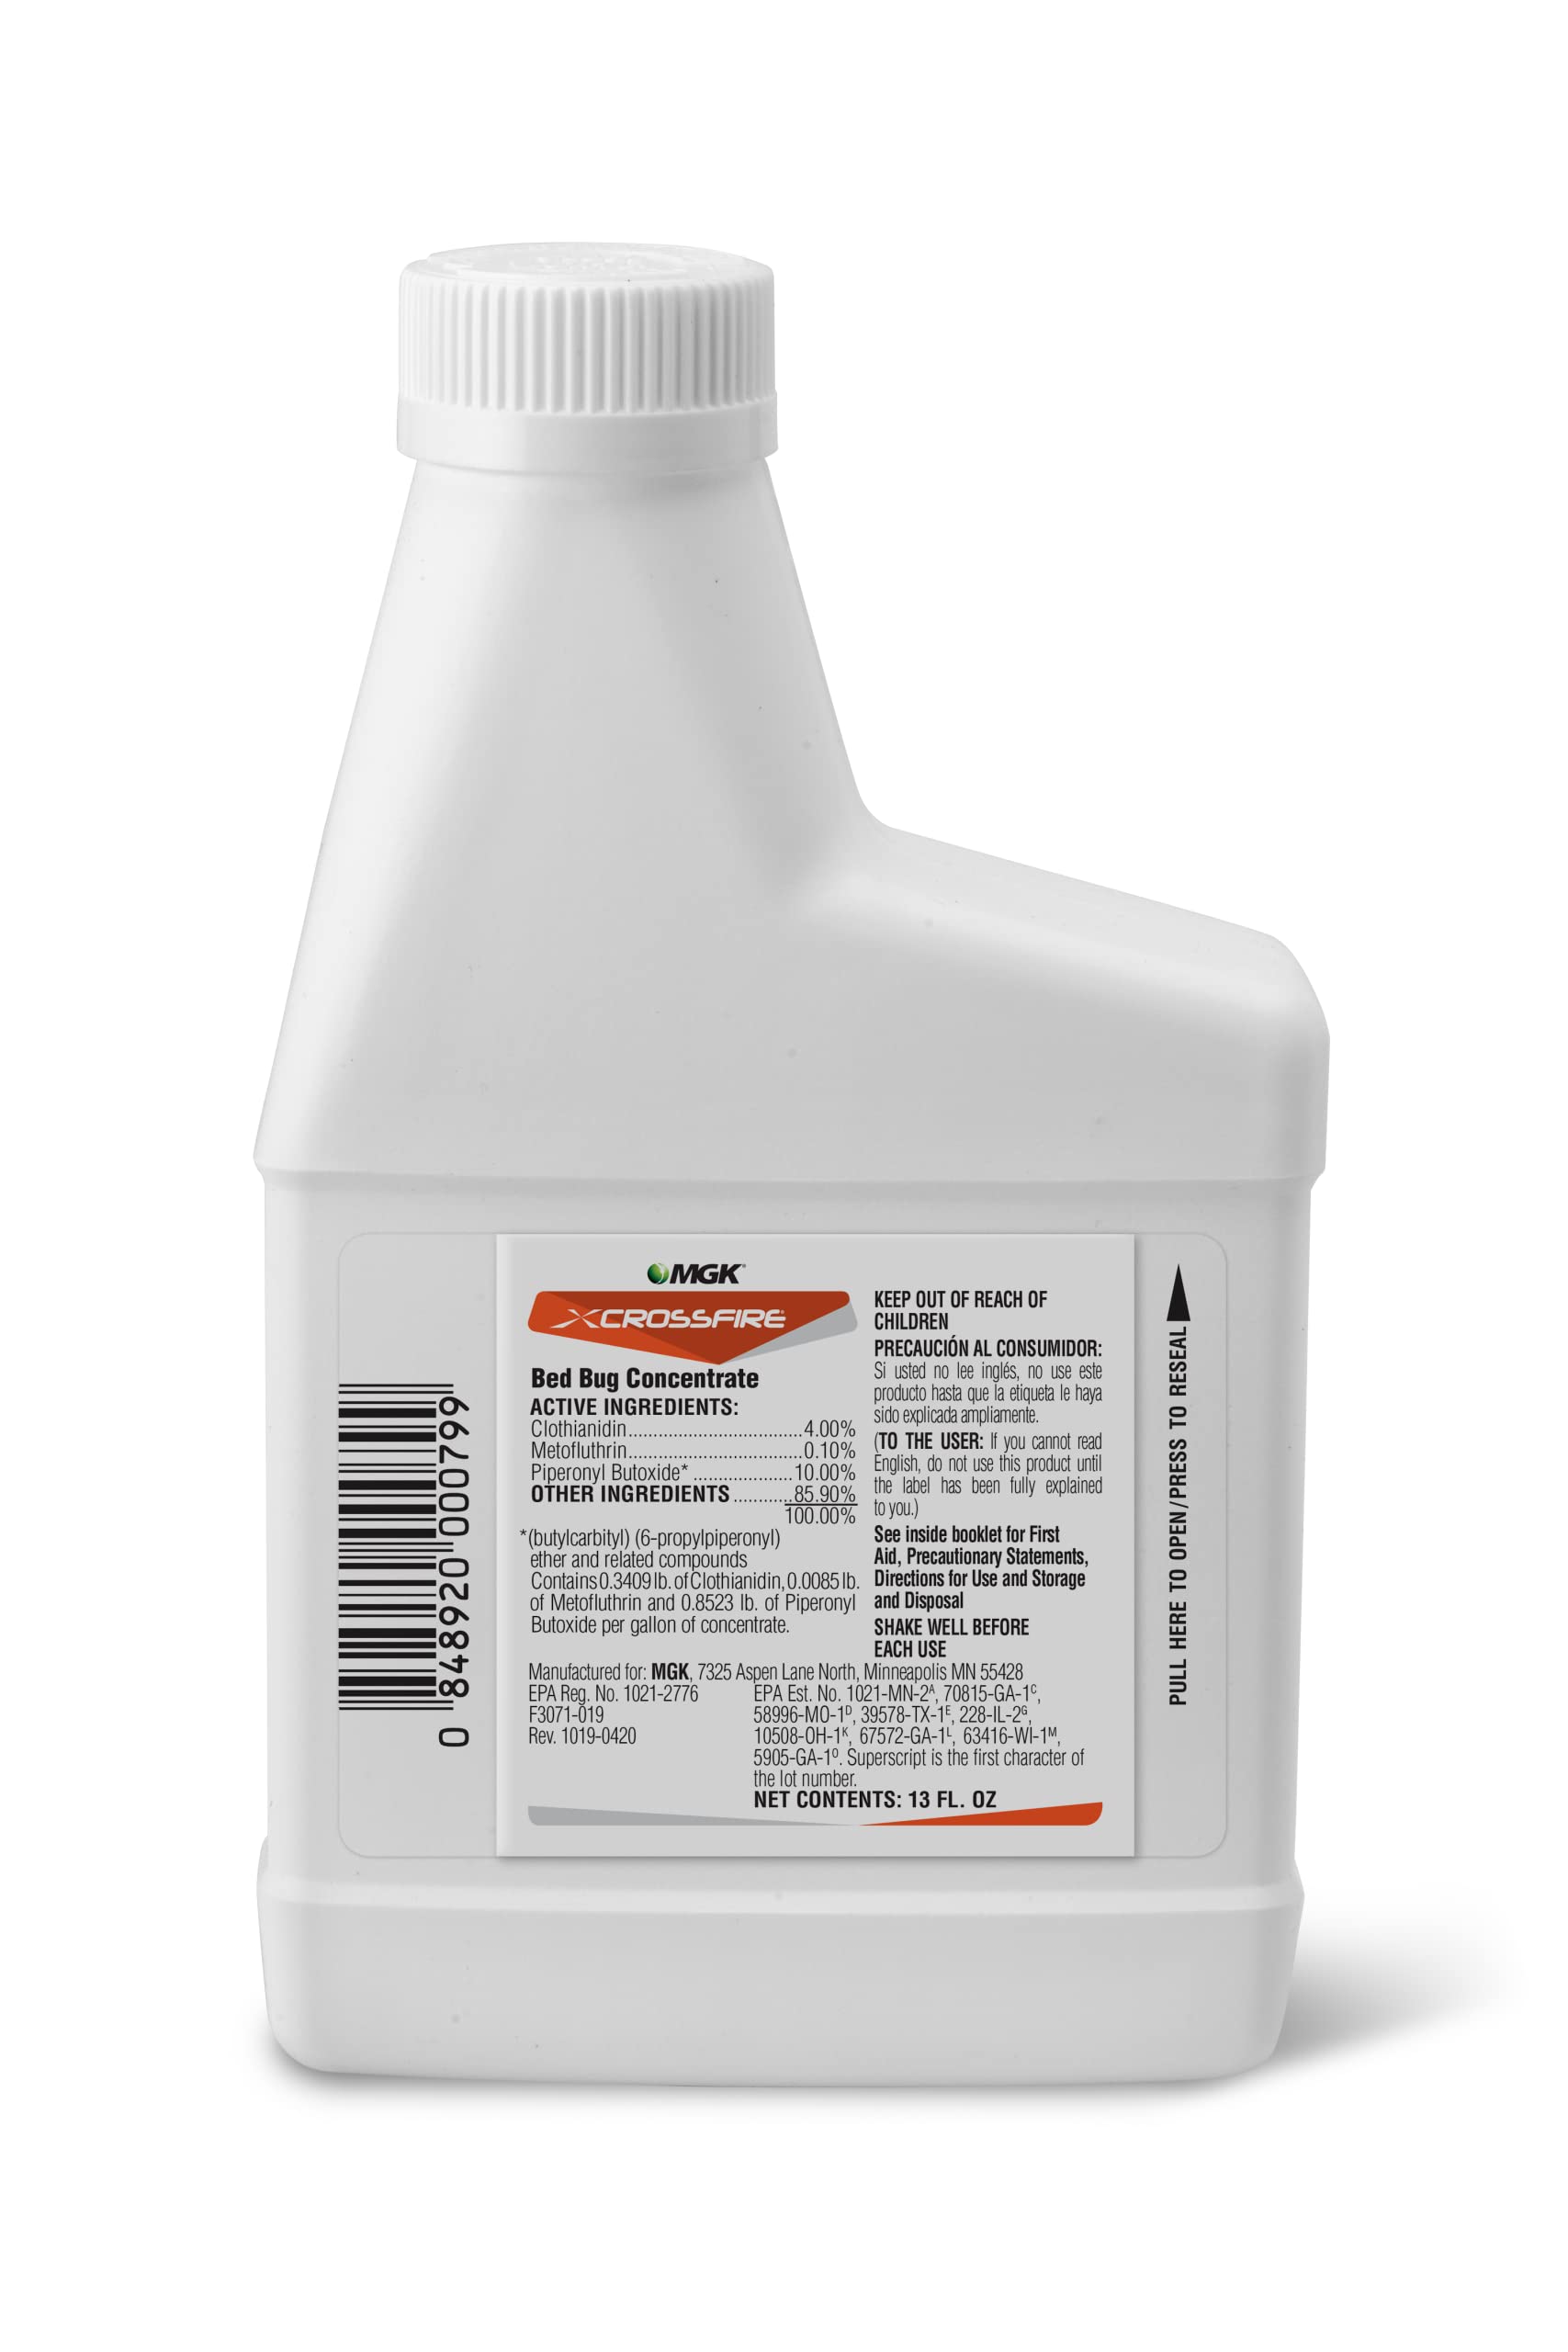 MGK®
CROSSFIRE®
Bed Bug Concentrate
ACTIVE INGREDIENTS:
Clothianidin....................................4.00%
Metofluthrin....................................0.10%
Piperonyl Butoxide* ....................10.00%
OTHER INGREDIENTS ............85.90%
100.00%
*(butylcarbityl) (6-propylpiperonyl)
ether and related compounds
Contains 0.3409 lb. of Clothianidin, 0.0085 lb.
of Metofluthrin and 0.8523 lb. of Piperonyl
Butoxide per gallon of concentrate.
KEEP OUT OF REACH OF
CHILDREN
PRECAUCIÓN AL CONSUMIDOR:
Si usted no lee inglés, no use este
producto hasta que la etiqueta le haya
sido explicada ampliamente.
(TO THE USER: If you cannot read
English, do not use this product until
the label has been fully explained
to you.)
See inside booklet for First
Aid, Precautionary Statements,
Directions for Use and Storage
and Disposal
SHAKE WELL BEFORE
EACH USE
Manufactured for: MGK, 7325 Aspen Lane North, Minneapolis MN 55428
EPA Reg. No. 1021-2776
F3071-019
Rev. 1019-0420
EPA Est. No. 1021-MN-2ᴬ, 70815-GA-1ᶜ,
58996-MO-1ᴰ, 39578-TX-1ᴱ, 228-IL-2ᴳ,
10508-OH-1ᴷ, 67572-GA-1ᴸ, 63416-WI-1ᴹ,
5905-GA-1ᴼ. Superscript is the first character of
the lot number.
NET CONTENTS: 13 FL. OZ
0 848920 000799
PULL HERE TO OPEN/PRESS TO RESEAL